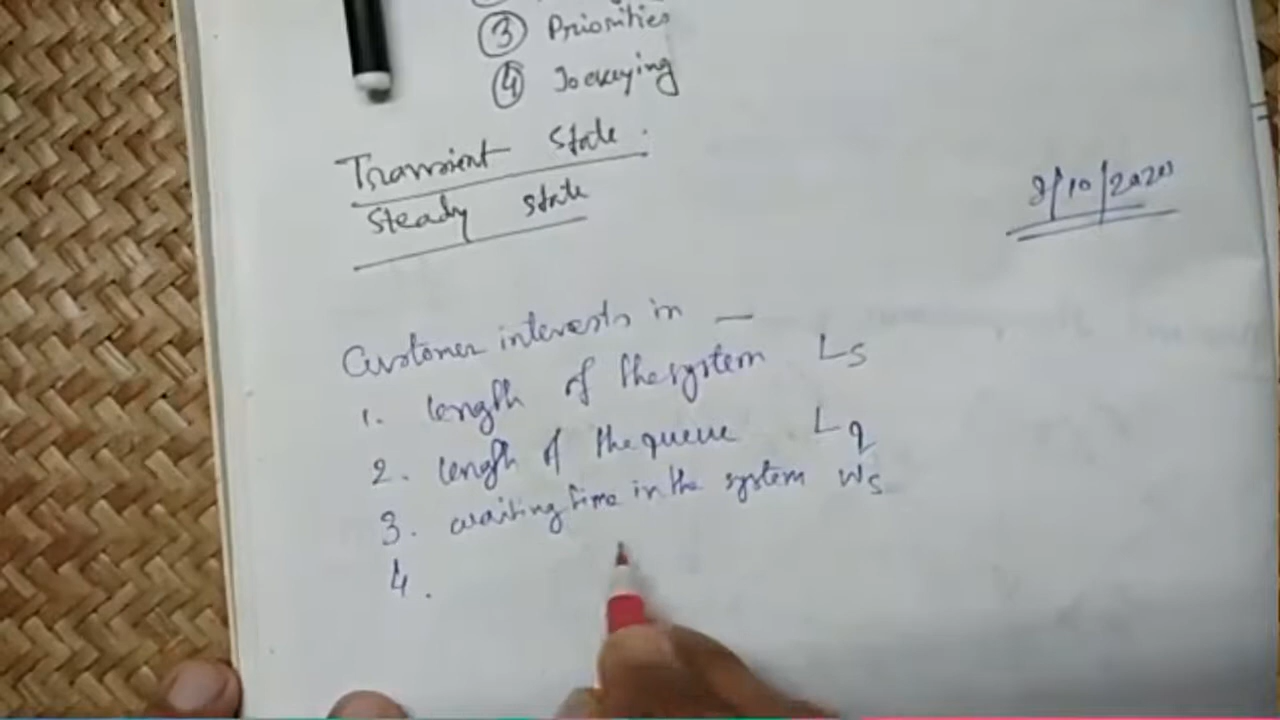 ③ Priorities
④ Jockeying
Transient state.
Steady state
8/10/2020
Customer interests in —
1. length of the system Ls
2. length of the queue Lq
3. waiting time in the system Ws
4.